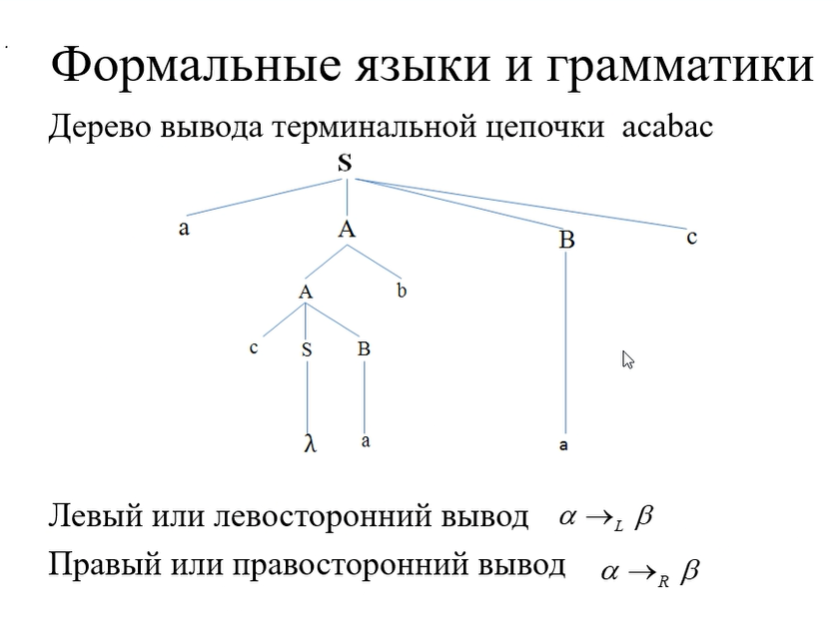 .
Формальные языки и грамматики
Дерево вывода терминальной цепочки acabac
S
a A B c
A b
c S B
λ a a
Левый или левосторонний вывод α →L β
Правый или правосторонний вывод α →R β